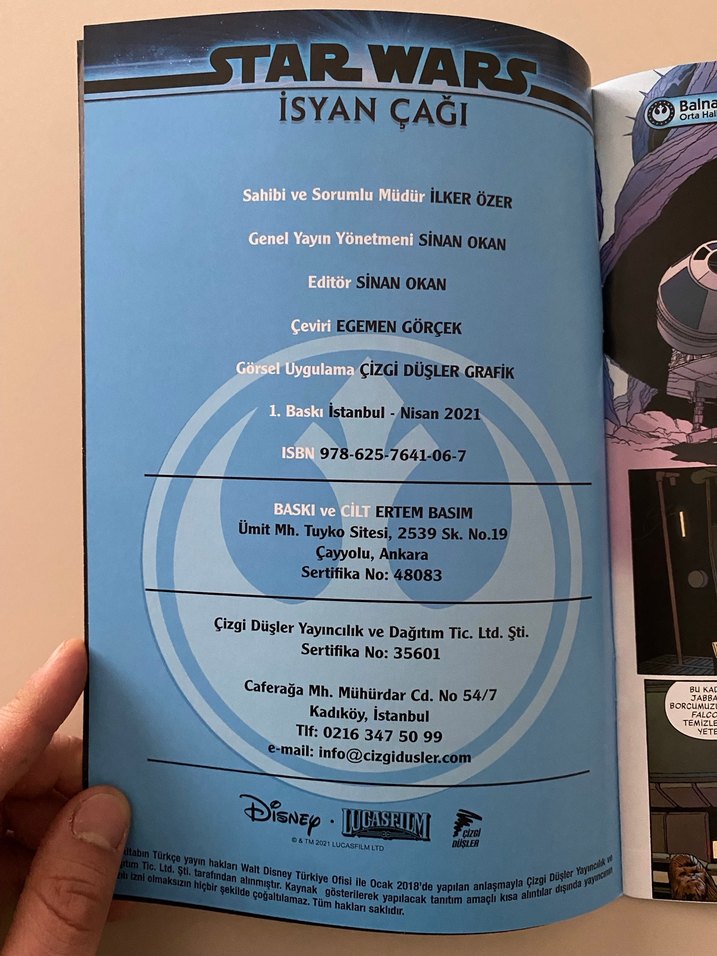 STAR WARS
İSYAN ÇAĞI
Sahibi ve Sorumlu Müdür İLKER ÖZER
Genel Yayın Yönetmeni SİNAN OKAN
Editör SİNAN OKAN
Çeviri EGEMEN GÖRÇEK
Görsel Uygulama ÇİZGİ DÜŞLER GRAFİK
1. Baskı İstanbul - Nisan 2021
ISBN 978-625-7641-06-7
BASKI ve CİLT ERTEM BASIM
Ümit Mh. Tuyko Sitesi, 2539 Sk. No.19
Çayyolu, Ankara
Sertifika No: 48083
Çizgi Düşler Yayıncılık ve Dağıtım Tic. Ltd. Şti.
Sertifika No: 35601
Caferağa Mh. Mühürdar Cd. No 54/7
Kadıköy, İstanbul
Tlf: 0216 347 50 99
e-mail: info@cizgidusler.com
DISNEY · LUCASFILM
ÇİZGİ
DÜŞLER
© & TM 2021 LUCASFILM LTD
Türkçe yayın hakları Walt Disney Türkiye Ofisi ile Ocak 2018'de yapılan anlaşmayla Çizgi Düşler Yayıncılık ve
Tic. Ltd. Şti. tarafından alınmıştır. Kaynak gösterilerek yapılacak tanıtım amaçlı kısa alıntılar dışında yayıncının
izni olmaksızın hiçbir şekilde çoğaltılamaz. Tüm hakları saklıdır.
Balna
Orta Hal
BU KAD
JABBA
BORCUMUZU
FALCO
TEMİZLE
YETE